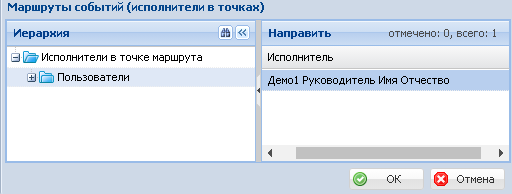 Маршруты событий (исполнители в точках)
Иерархия
Исполнители в точке маршрута
Пользователи
Направить отмечено: 0, всего: 1
Исполнитель
Демо1 Руководитель Имя Отчество
ОК Отмена